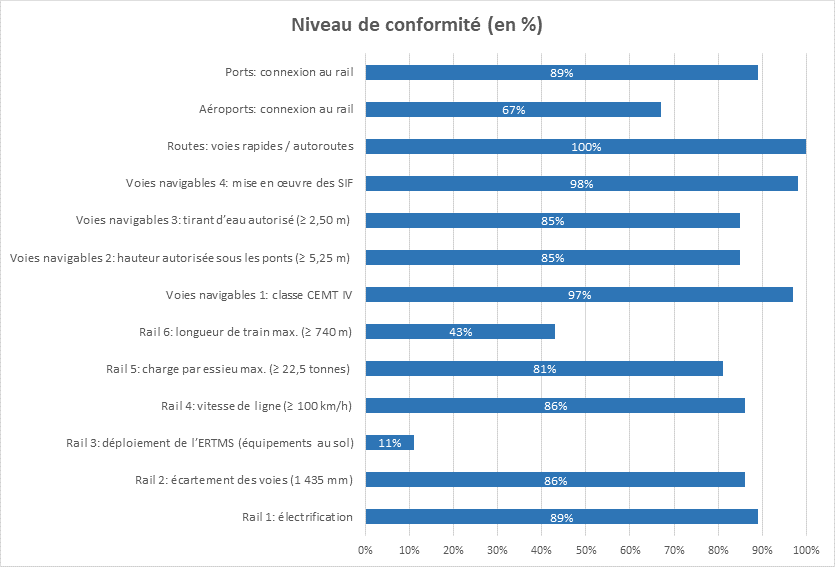 Niveau de conformité (en %)
Ports: connexion au rail
89%
Aéroports: connexion au rail
67%
Routes: voies rapides / autoroutes
100%
Voies navigables 4: mise en œuvre des SIF
98%
Voies navigables 3: tirant d’eau autorisé (≥ 2,50 m)
85%
Voies navigables 2: hauteur autorisée sous les ponts (≥ 5,25 m)
85%
Voies navigables 1: classe CEMT IV
97%
Rail 6: longueur de train max. (≥ 740 m)
43%
Rail 5: charge par essieu max. (≥ 22,5 tonnes)
81%
Rail 4: vitesse de ligne (≥ 100 km/h)
86%
Rail 3: déploiement de l’ERTMS (équipements au sol)
11%
Rail 2: écartement des voies (1 435 mm)
86%
Rail 1: électrification
89%
0% 10% 20% 30% 40% 50% 60% 70% 80% 90% 100%